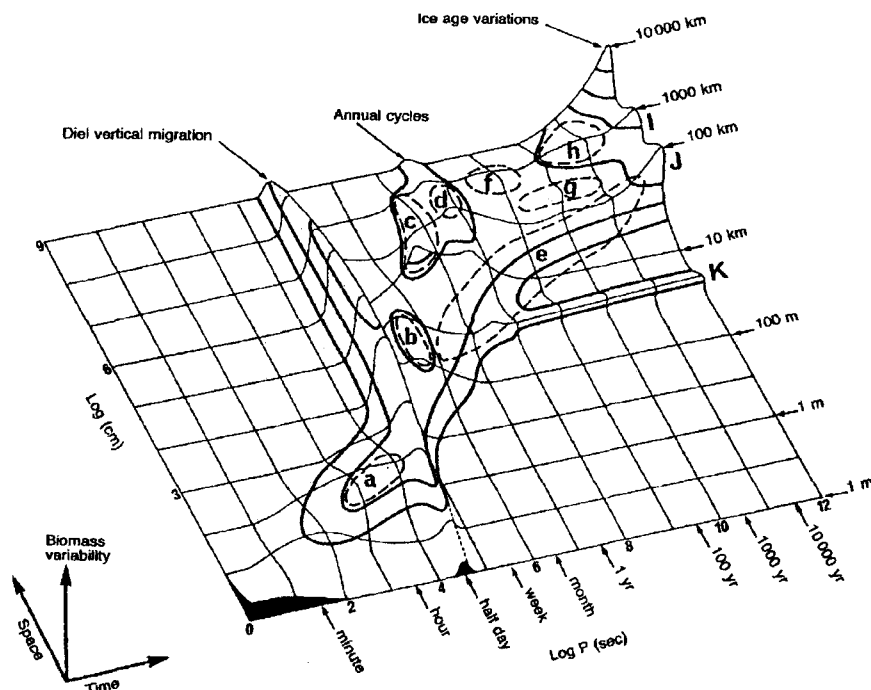 Ice age variations
10 000 km
Annual cycles
1000 km
I
Diel vertical migration
100 km
J
h
f
d
g
c
9
10 km
e
K
b
100 m
6
Log (cm)
1 m
a
3
1 m
12
Biomass
variability
10
10 000 yr
1000 yr
8
100 yr
6
1 yr
4
month
week
2
half day
hour
0
minute
Log P (sec)
Space
Time